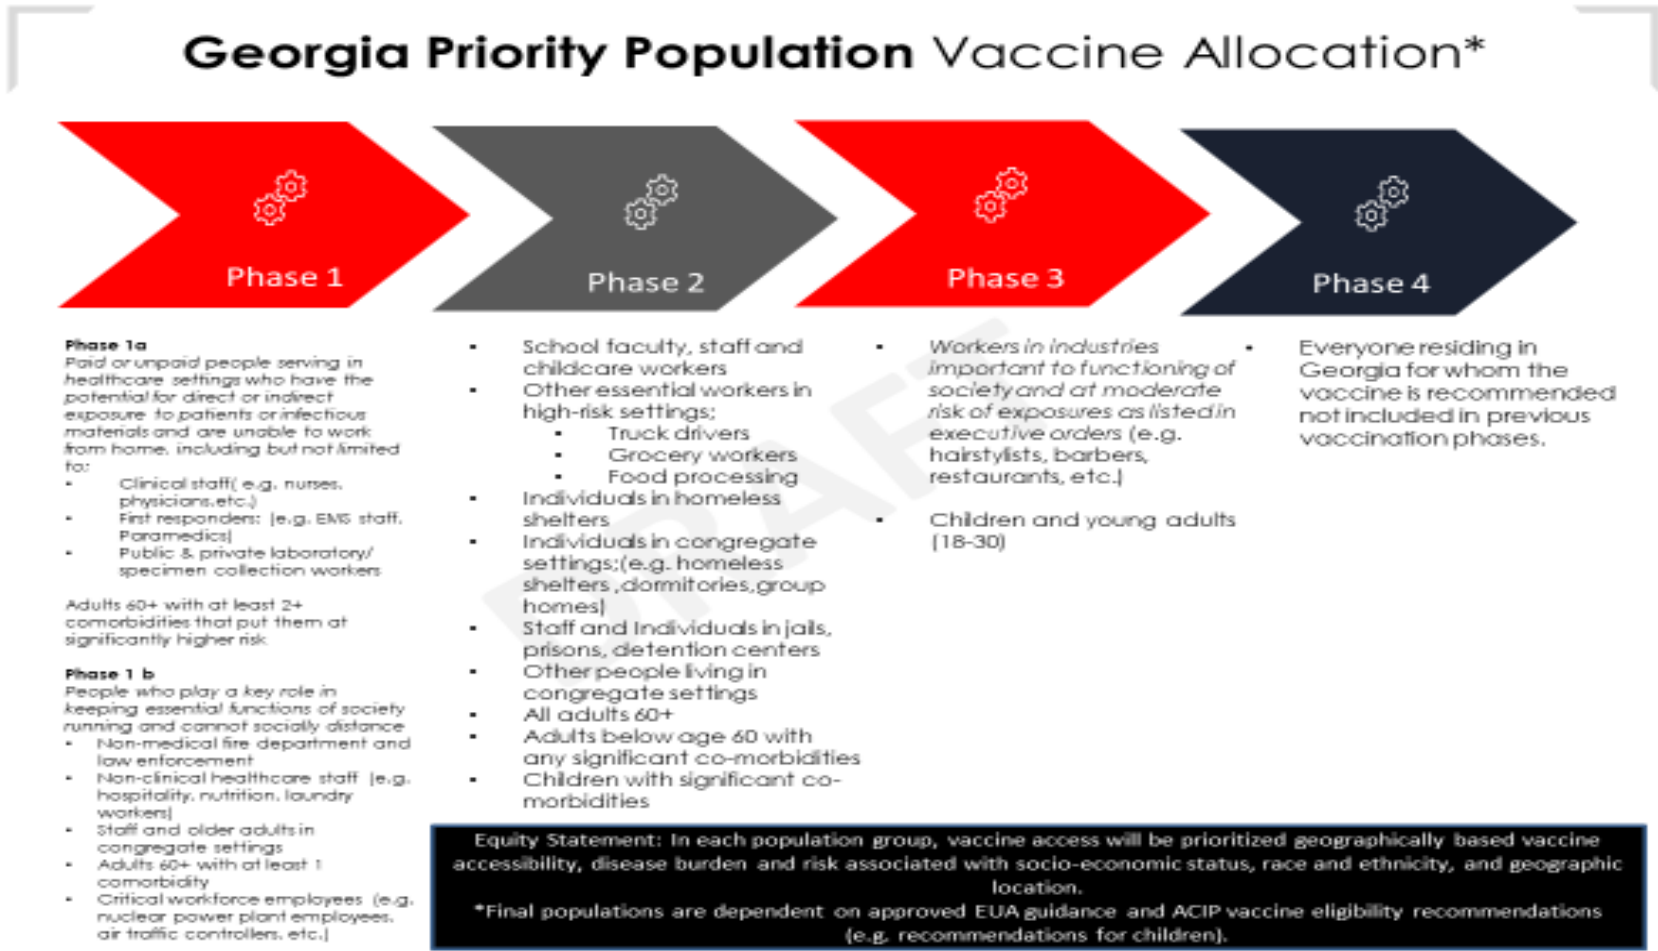 Georgia Priority Population Vaccine Allocation*
Phase 1
Phase 2
Phase 3
Phase 4
Phase 1a
Paid or unpaid people serving in
healthcare settings who have the
potential for direct or indirect
exposure to patients or infectious
materials and are unable to work
from home, including but not limited
to:
▪ Clinical staff( e.g. nurses,
physicians,etc.)
▪ First responders: (e.g. EMS staff,
Paramedics)
▪ Public & private laboratory/
specimen collection workers
Adults 60+ with at least 2+
comorbidities that put them at
significantly higher risk
Phase 1 b
People who play a key role in
keeping essential functions of society
running and cannot socially distance
• Non-medical fire department and
law enforcement
• Non-clinical healthcare staff (e.g.
hospitality, nutrition, laundry
workers)
• Staff and older adults in
congregate settings
• Adults 60+ with at least 1
comorbidity
• Critical workforce employees (e.g.
nuclear power plant employees,
air traffic controllers, etc.)
▪ School faculty, staff and
childcare workers
▪ Other essential workers in
high-risk settings;
▪ Truck drivers
▪ Grocery workers
▪ Food processing
▪ Individuals in homeless
shelters
▪ Individuals in congregate
settings;(e.g. homeless
shelters ,dormitories,group
homes)
▪ Staff and Individuals in jails,
prisons, detention centers
▪ Other people living in
congregate settings
▪ All adults 60+
▪ Adults below age 60 with
any significant co-morbidities
▪ Children with significant co-
morbidities
▪ Workers in industries
important to functioning of
society and at moderate
risk of exposures as listed in
executive orders (e.g.
hairstylists, barbers,
restaurants, etc.)
▪ Children and young adults
(18-30)
▪ Everyone residing in
Georgia for whom the
vaccine is recommended
not included in previous
vaccination phases.
DRAFT
Equity Statement: In each population group, vaccine access will be prioritized geographically based vaccine
accessibility, disease burden and risk associated with socio-economic status, race and ethnicity, and geographic
location.
*Final populations are dependent on approved EUA guidance and ACIP vaccine eligibility recommendations
(e.g. recommendations for children).